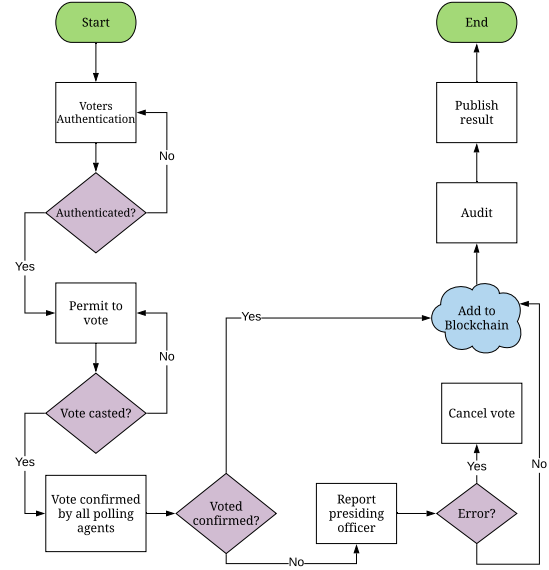 Start
Voters
Authentication
No
Authenticated?
Yes
Permit to
vote
No
Vote casted?
Yes
Vote confirmed
by all polling
agents
Voted
confirmed?
Yes
No
Report
presiding
officer
Error?
Yes
No
Cancel vote
Add to
Blockchain
Audit
Publish
result
End